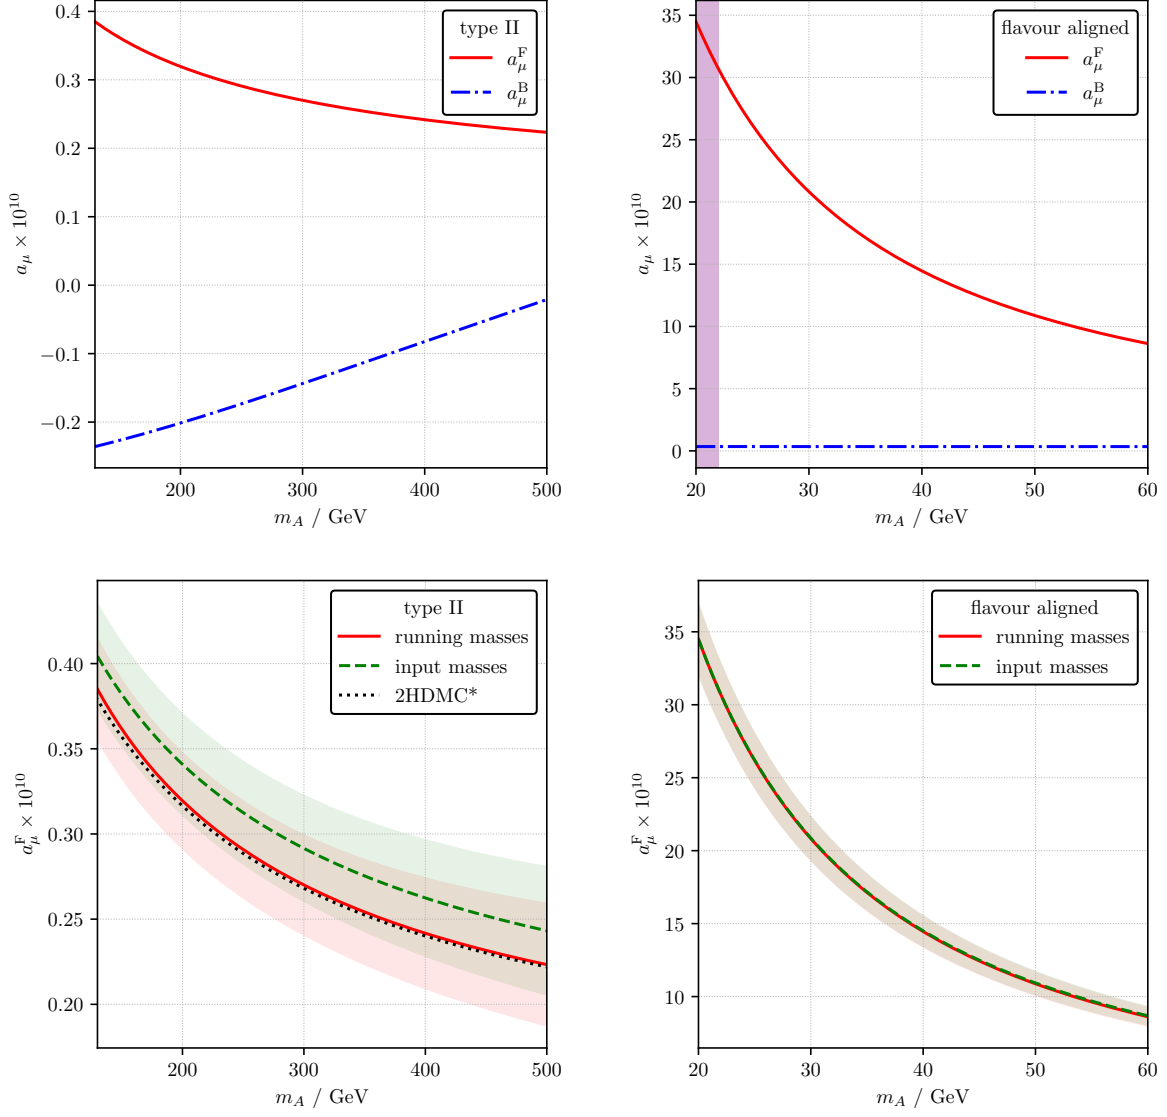 0.4
0.3
0.2
0.1
0.0
−0.1
−0.2
a_μ × 10^10
200
300
400
500
m_A / GeV
type II
a_μ^F
a_μ^B
35
30
25
20
15
10
5
0
a_μ × 10^10
20
30
40
50
60
m_A / GeV
flavour aligned
a_μ^F
a_μ^B
0.40
0.35
0.30
0.25
0.20
a_μ^F × 10^10
200
300
400
500
m_A / GeV
type II
running masses
input masses
2HDMC*
35
30
25
20
15
10
a_μ^F × 10^10
20
30
40
50
60
m_A / GeV
flavour aligned
running masses
input masses